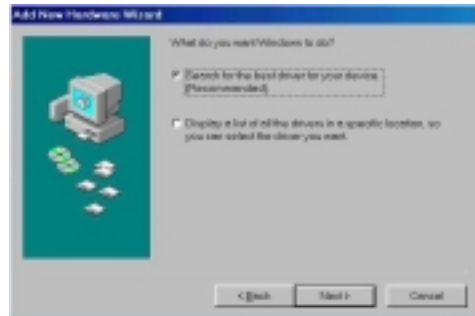 Add New Hardware Wizard
What do you want Windows to do?
Search for the best driver for your device.
(Recommended).
Display a list of all the drivers in a specific location, so
you can select the driver you want.
< Back
Next >
Cancel